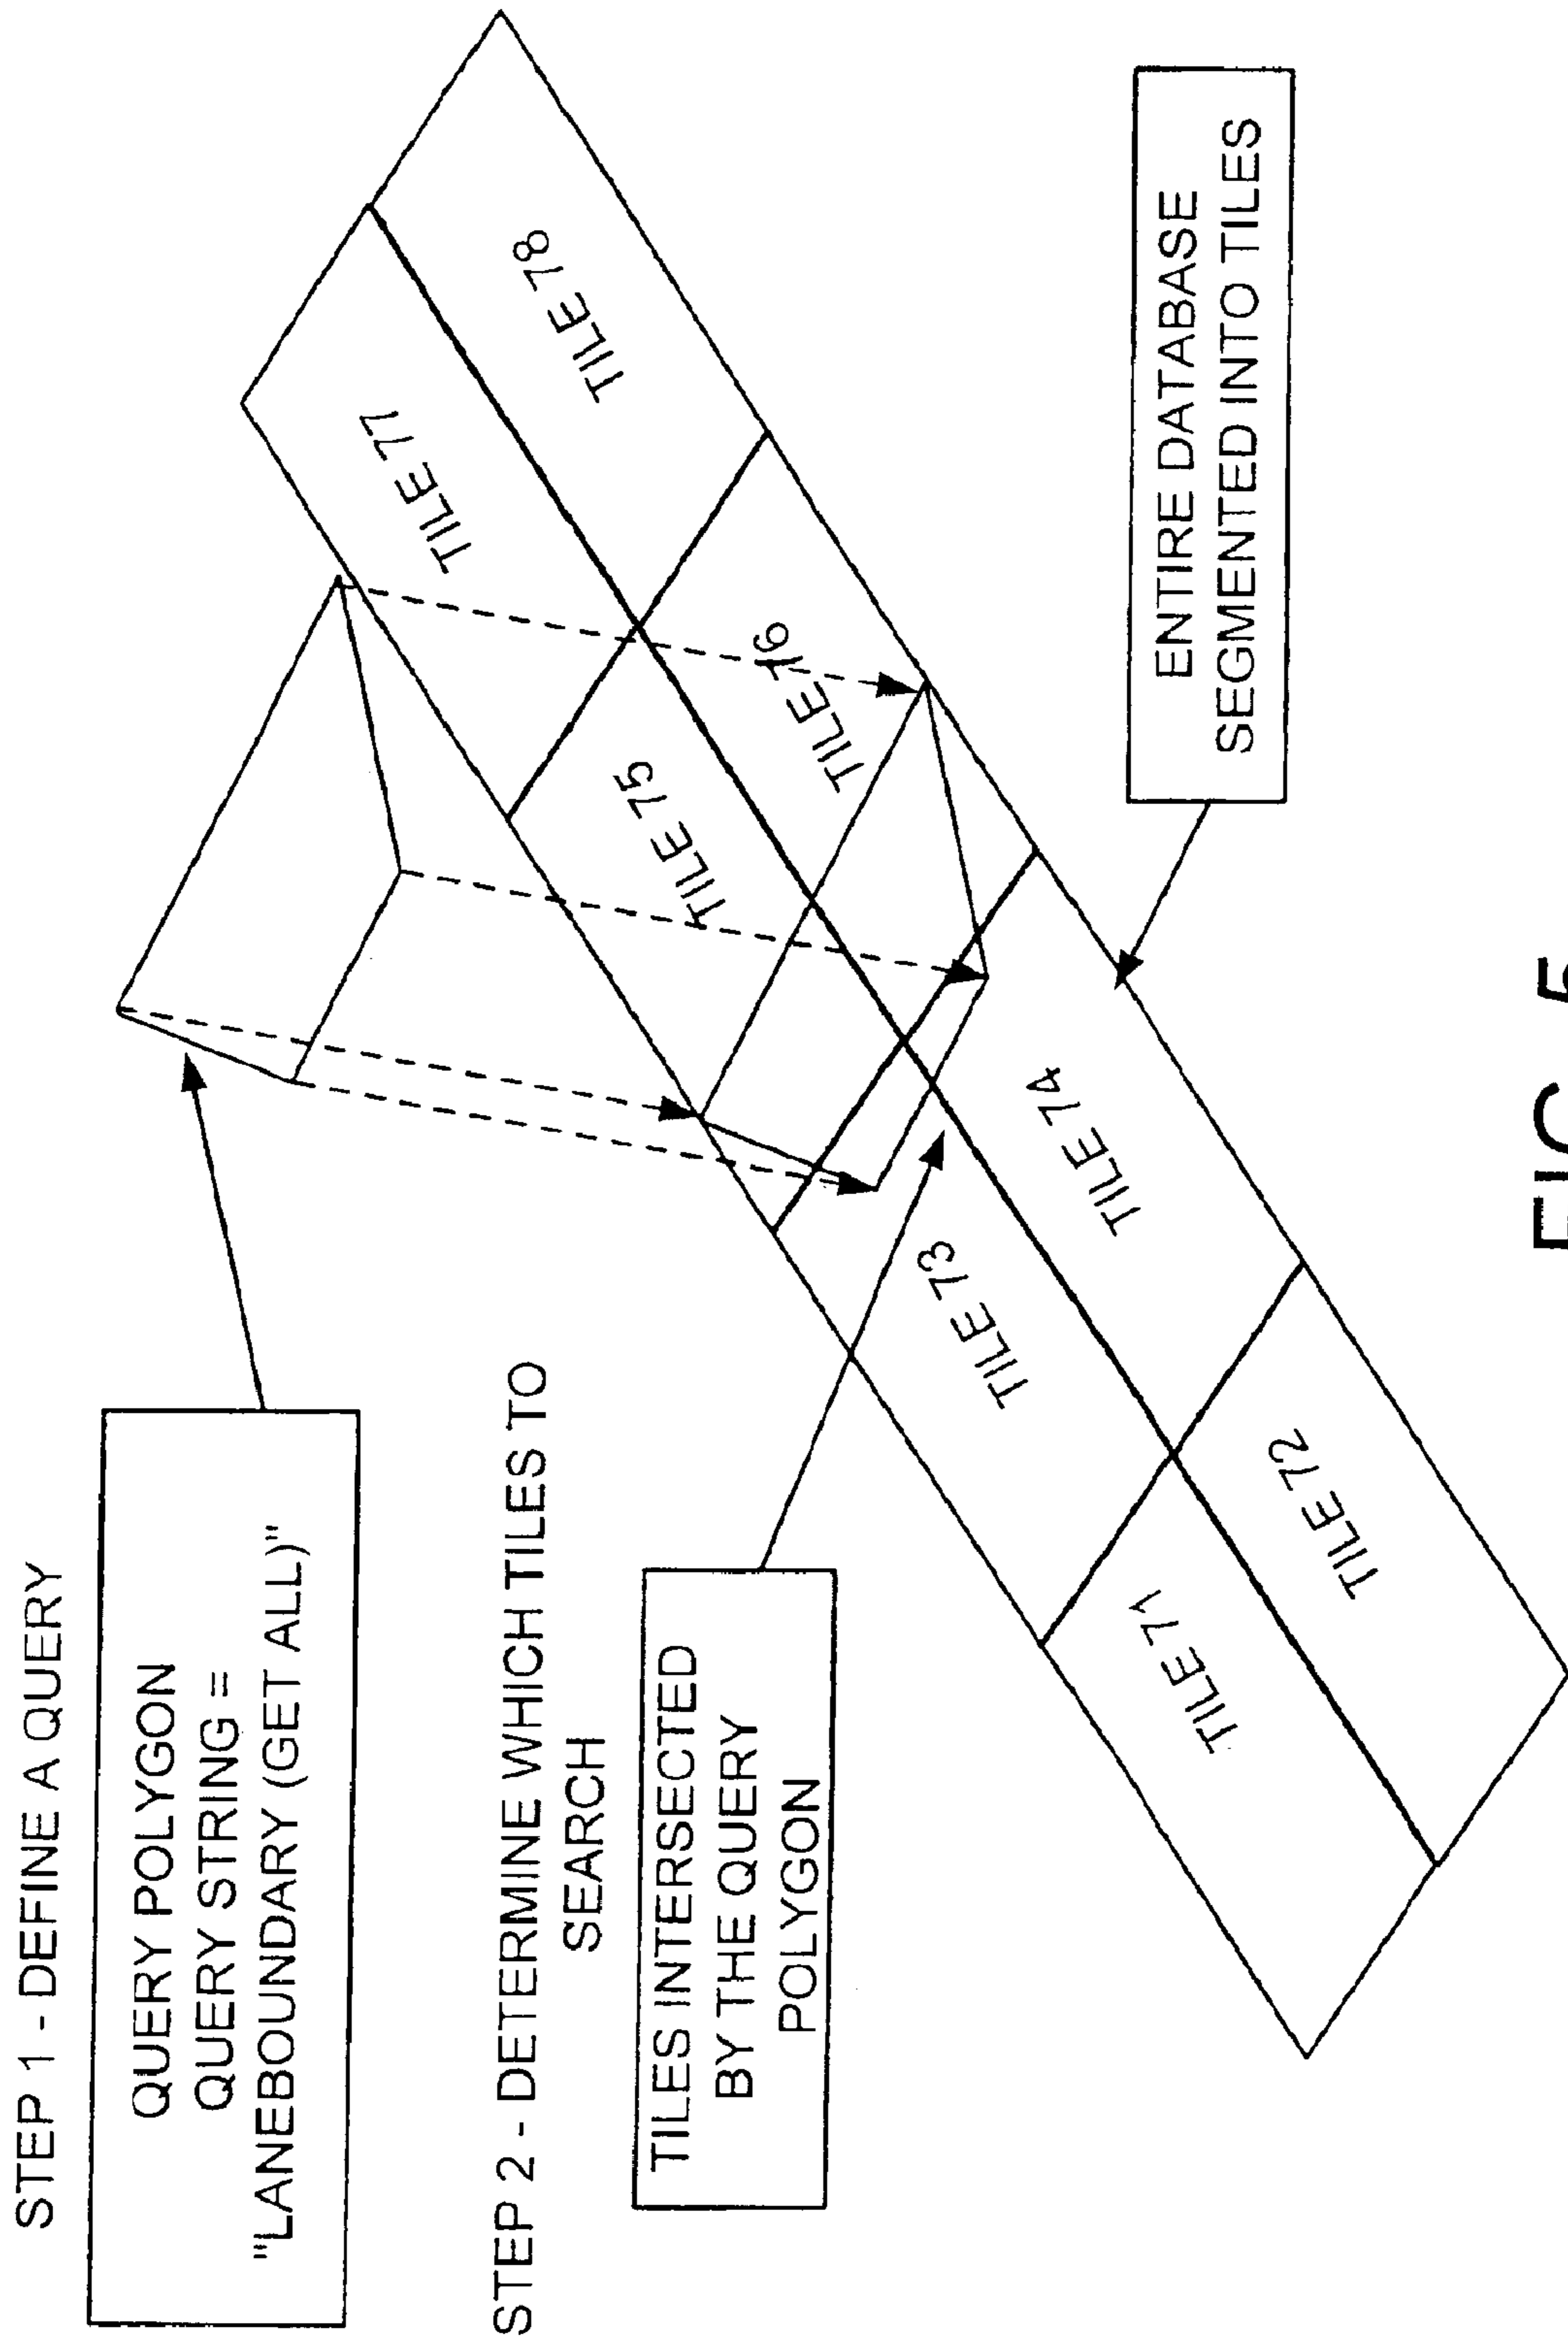 STEP 1 - DEFINE A QUERY
QUERY POLYGON
QUERY STRING =
"LANEBOUNDARY (GET ALL)"
STEP 2 - DETERMINE WHICH TILES TO
SEARCH
TILES INTERSECTED
BY THE QUERY
POLYGON
TILE 71
TILE 72
TILE 73
TILE 74
TILE 75
TILE 76
TILE 77
TILE 78
ENTIRE DATABASE
SEGMENTED INTO TILES
FIG. 5